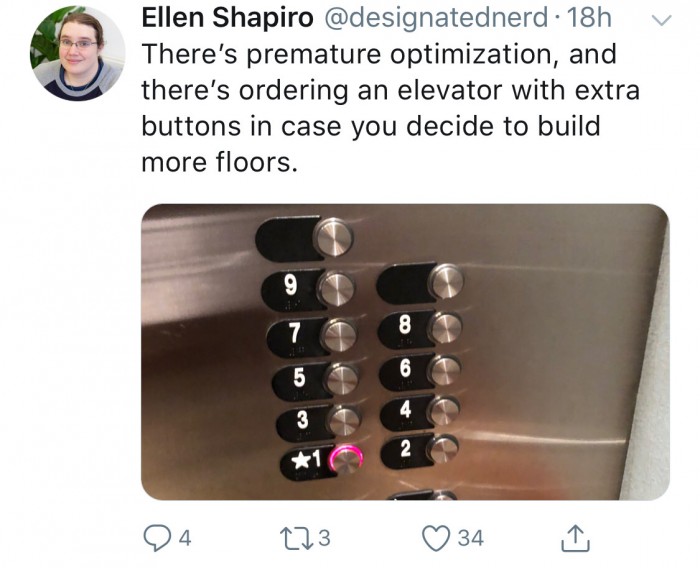 Ellen Shapiro @designatednerd · 18h
There’s premature optimization, and
there’s ordering an elevator with extra
buttons in case you decide to build
more floors.
9
7
8
5
6
3
4
★1
2
4 3 34